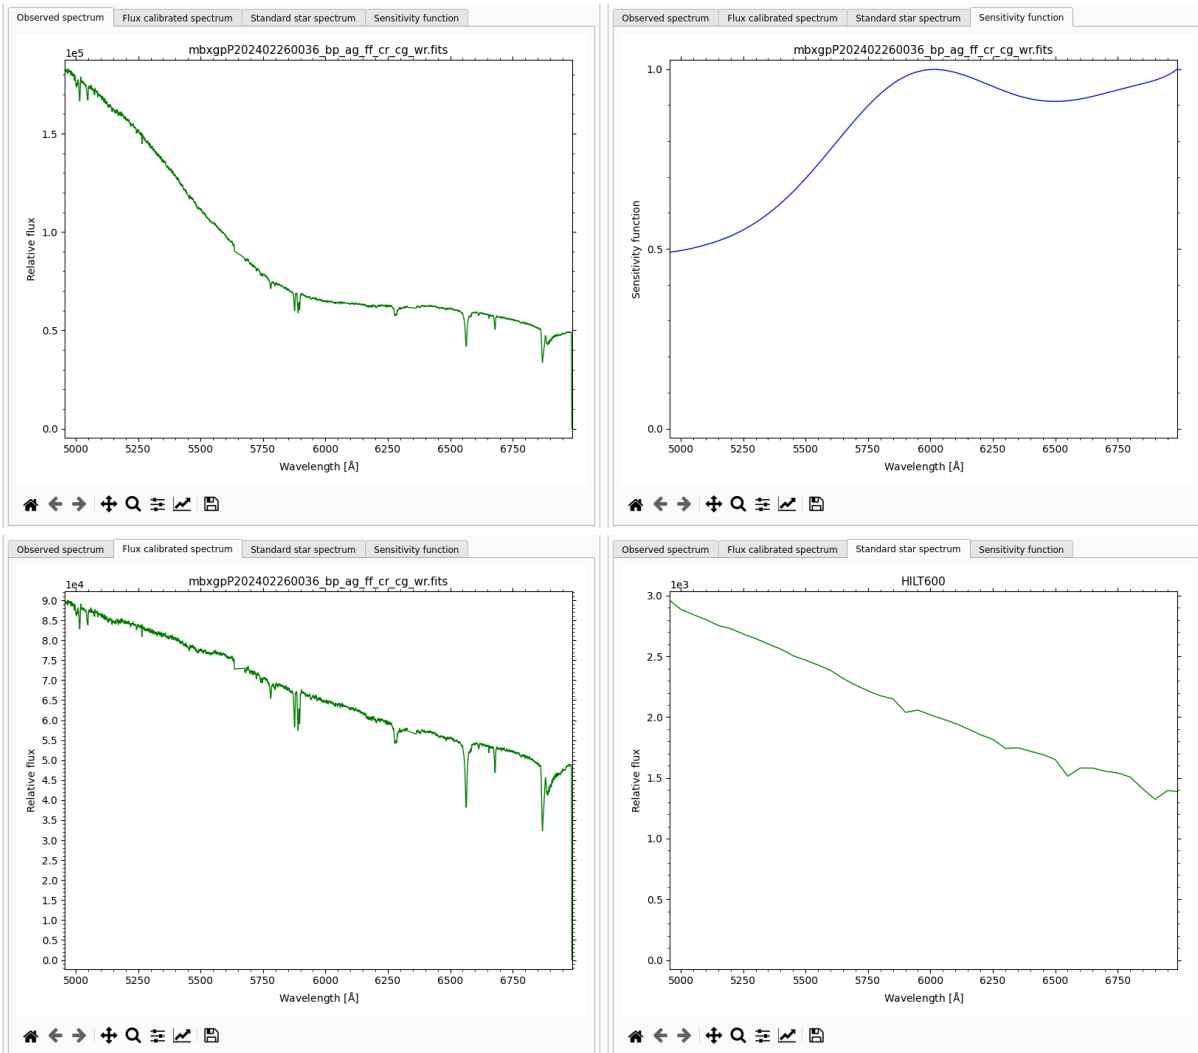 Observed spectrum Flux calibrated spectrum Standard star spectrum Sensitivity function
mbxgpP202402260036_bp_ag_ff_cr_cg_wr.fits
1e5
1.5
1.0
0.5
0.0
Relative flux
5000 5250 5500 5750 6000 6250 6500 6750
Wavelength [Å]
Observed spectrum Flux calibrated spectrum Standard star spectrum Sensitivity function
mbxgpP202402260036_bp_ag_ff_cr_cg_wr.fits
1.0
0.5
0.0
Sensitivity function
5000 5250 5500 5750 6000 6250 6500 6750
Wavelength [Å]
Observed spectrum Flux calibrated spectrum Standard star spectrum Sensitivity function
mbxgpP202402260036_bp_ag_ff_cr_cg_wr.fits
1e4
9.0
8.5
8.0
7.5
7.0
6.5
6.0
5.5
5.0
4.5
4.0
3.5
3.0
2.5
2.0
1.5
1.0
0.5
0.0
Relative flux
5000 5250 5500 5750 6000 6250 6500 6750
Wavelength [Å]
Observed spectrum Flux calibrated spectrum Standard star spectrum Sensitivity function
HILT600
1e3
3.0
2.5
2.0
1.5
1.0
0.5
0.0
Relative flux
5000 5250 5500 5750 6000 6250 6500 6750
Wavelength [Å]